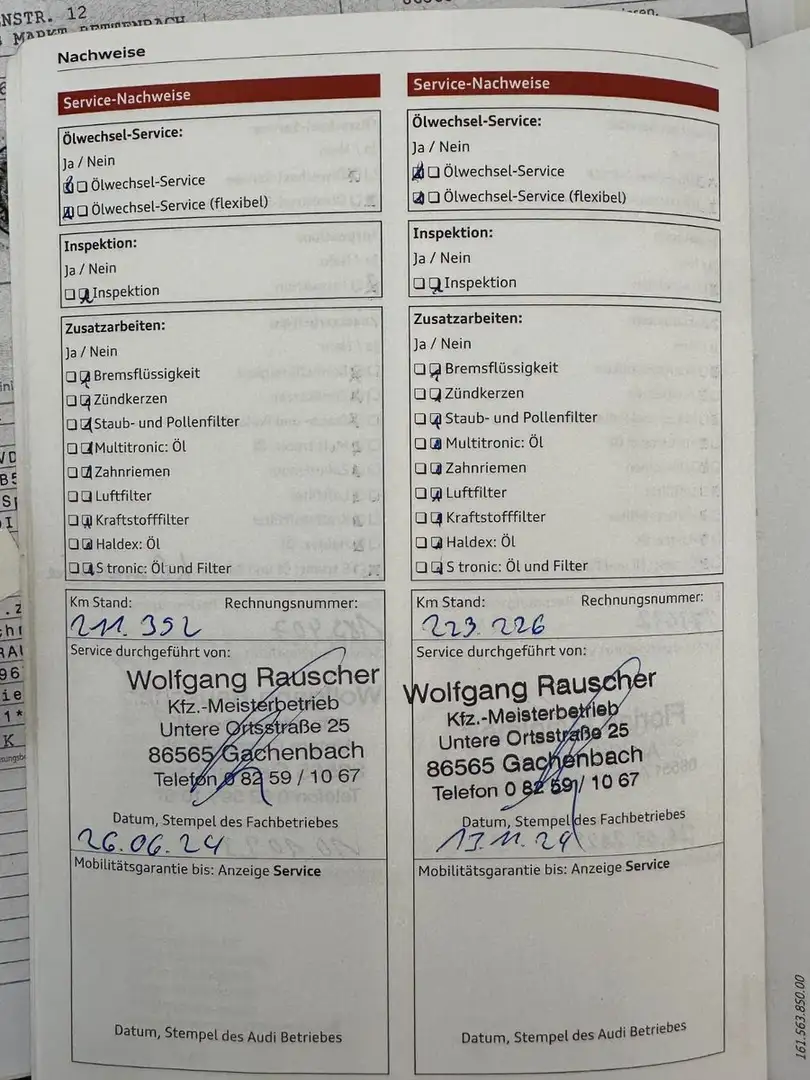 NSTR. 12
Nachweise
Service-Nachweise
Ölwechsel-Service:
Ja / Nein
Ölwechsel-Service
Ölwechsel-Service (flexibel)
Inspektion:
Ja / Nein
Inspektion
Zusatzarbeiten:
Ja / Nein
Bremsflüssigkeit
Zündkerzen
Staub- und Pollenfilter
Multitronic: Öl
Zahnriemen
Luftfilter
Kraftstofffilter
Haldex: Öl
S tronic: Öl und Filter
Km Stand: Rechnungsnummer:
211.352
Service durchgeführt von:
Wolfgang Rauscher
Kfz.-Meisterbetrieb
Untere Ortsstraße 25
86565 Gachenbach
Telefon 0 82 59 / 10 67
Datum, Stempel des Fachbetriebes
26.06.24
Mobilitätsgarantie bis: Anzeige Service
Datum, Stempel des Audi Betriebes
Service-Nachweise
Ölwechsel-Service:
Ja / Nein
Ölwechsel-Service
Ölwechsel-Service (flexibel)
Inspektion:
Ja / Nein
Inspektion
Zusatzarbeiten:
Ja / Nein
Bremsflüssigkeit
Zündkerzen
Staub- und Pollenfilter
Multitronic: Öl
Zahnriemen
Luftfilter
Kraftstofffilter
Haldex: Öl
S tronic: Öl und Filter
Km Stand: Rechnungsnummer:
223.226
Service durchgeführt von:
Wolfgang Rauscher
Kfz.-Meisterbetrieb
Untere Ortsstraße 25
86565 Gachenbach
Telefon 0 82 59 / 10 67
Datum, Stempel des Fachbetriebes
13.11.24
Mobilitätsgarantie bis: Anzeige Service
Datum, Stempel des Audi Betriebes
161.563.850.00